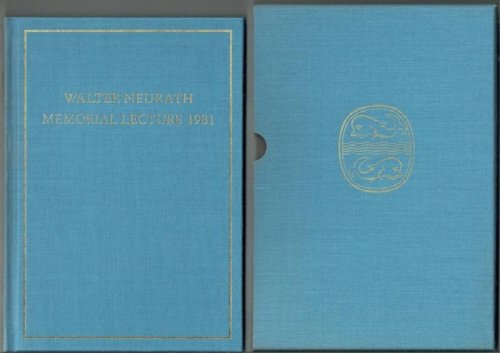 WALTER NEURATH
MEMORIAL LECTURE 1981